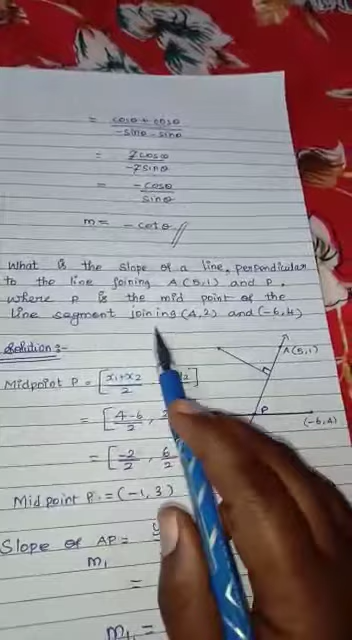 = cosθ + cosθ / -sinθ - sinθ
= 2cosθ / -2sinθ
= -cosθ / sinθ
m = -cotθ //
What is the slope of a line, perpendicular
to the line joining A(5,1) and P,
where P is the mid point of the
line segment joining (4,2) and (-6,4)
Solution :-
A(5,1)
Midpoint P = [x1+x2 / 2
= [4-6 / 2,
P
(-6,4)
= [-2/2, 6/2
Mid point P = (-1, 3)
Slope of AP =
m1
=
m1 =